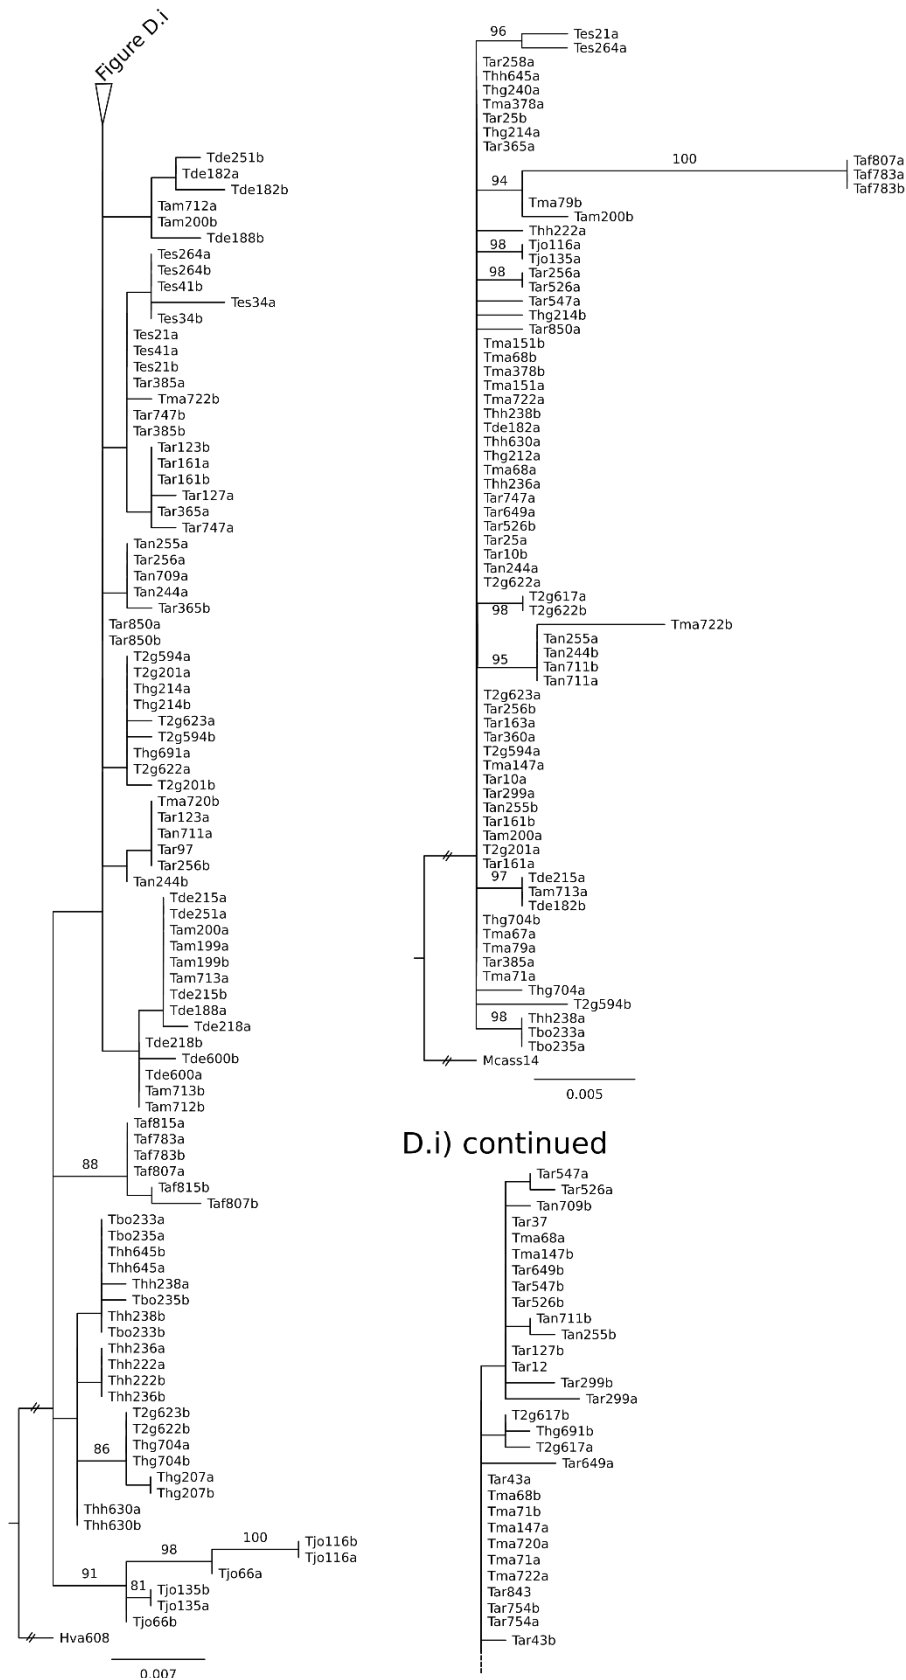 Figure D.i
Tde251b
Tde182a
Tde182b
Tam712a
Tam200b
Tde188b
Tes264a
Tes264b
Tes41b
Tes34a
Tes34b
Tes21a
Tes41a
Tes21b
Tar385a
Tma722b
Tar747b
Tar385b
Tar123b
Tar161a
Tar161b
Tar127a
Tar365a
Tar747a
Tan255a
Tar256a
Tan709a
Tan244a
Tar365b
Tar850a
Tar850b
T2g594a
T2g201a
Thg214a
Thg214b
T2g623a
T2g594b
Thg691a
T2g622a
T2g201b
Tma720b
Tar123a
Tan711a
Tar97
Tar256b
Tan244b
Tde215a
Tde251a
Tam200a
Tam199a
Tam199b
Tam713a
Tde215b
Tde188a
Tde218a
Tde218b
Tde600b
Tde600a
Tam713b
Tam712b
Taf815a
Taf783a
Taf783b
88
Taf807a
Taf815b
Taf807b
Tbo233a
Tbo235a
Thh645b
Thh645a
Thh238a
Tbo235b
Thh238b
Tbo233b
Thh236a
Thh222a
Thh222b
Thh236b
T2g623b
T2g622b
86
Thg704a
Thg704b
Thg207a
Thg207b
Thh630a
Thh630b
100
Tjo116b
98
Tjo116a
91
Tjo66a
81
Tjo135b
Tjo135a
Tjo66b
Hva608
0.007
96
Tes21a
Tes264a
Tar258a
Thh645a
Thg240a
Tma378a
Tar25b
Thg214a
Tar365a
100
Taf807a
Taf783a
Taf783b
94
Tma79b
Tam200b
Thh222a
98
Tjo116a
Tjo135a
98
Tar256a
Tar526a
Tar547a
Thg214b
Tar850a
Tma151b
Tma68b
Tma378b
Tma151a
Tma722a
Thh238b
Tde182a
Thh630a
Thg212a
Tma68a
Thh236a
Tar747a
Tar649a
Tar526b
Tar25a
Tar10b
Tan244a
T2g622a
T2g617a
98
T2g622b
Tma722b
Tan255a
Tan244b
95
Tan711b
Tan711a
T2g623a
Tar256b
Tar163a
Tar360a
T2g594a
Tma147a
Tar10a
Tar299a
Tan255b
Tar161b
Tam200a
T2g201a
Tar161a
97
Tde215a
Tam713a
Tde182b
Thg704b
Tma67a
Tma79a
Tar385a
Tma71a
Thg704a
T2g594b
98
Thh238a
Tbo233a
Tbo235a
Mcass14
0.005
D.i) continued
Tar547a
Tar526a
Tan709b
Tar37
Tma68a
Tma147b
Tar649b
Tar547b
Tar526b
Tan711b
Tan255b
Tar127b
Tar12
Tar299b
Tar299a
T2g617b
Thg691b
T2g617a
Tar649a
Tar43a
Tma68b
Tma71b
Tma147a
Tma720a
Tma71a
Tma722a
Tar843
Tar754b
Tar754a
Tar43b